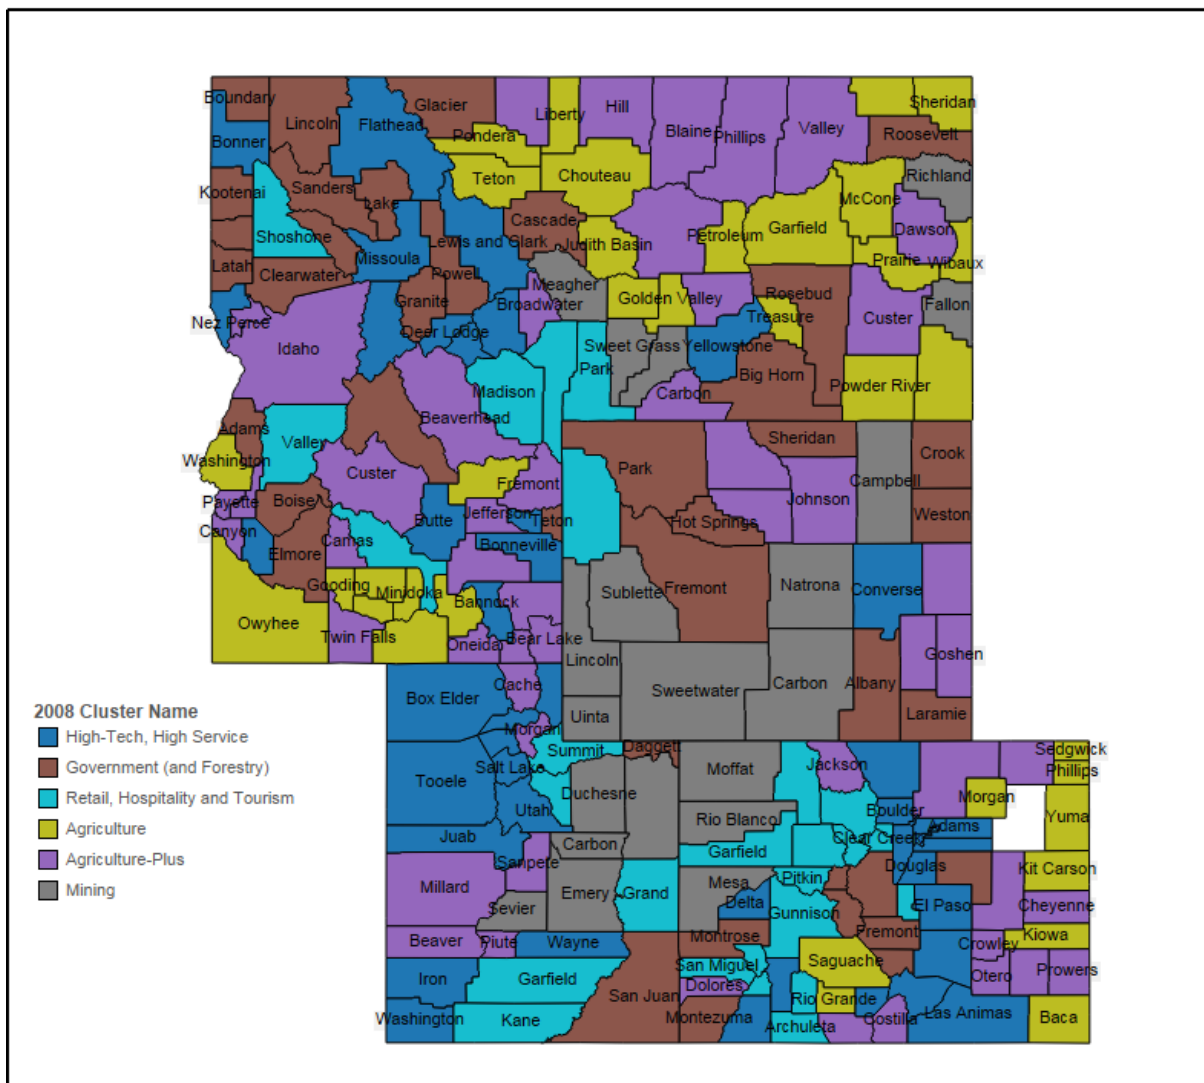 Boundary
Lincoln
Flathead
Glacier
Liberty
Hill
Blaine
Phillips
Valley
Sheridan
Roosevelt
Bonner
Pondera
Teton
Chouteau
Richland
Kootenai
Sanders
Lake
McCone
Shoshone
Cascade
Lewis and Clark
Judith Basin
Petroleum
Garfield
Dawson
Latah
Clearwater
Missoula
Powell
Prairie
Wibaux
Meagher
Granite
Broadwater
Golden Valley
Rosebud
Treasure
Fallon
Nez Perce
Deer Lodge
Custer
Idaho
Sweet Grass
Yellowstone
Park
Big Horn
Madison
Carbon
Powder River
Beaverhead
Adams
Valley
Sheridan
Washington
Custer
Park
Crook
Fremont
Johnson
Campbell
Payette
Boise
Jefferson
Butte
Teton
Hot Springs
Weston
Canyon
Camas
Elmore
Bonneville
Gooding
Minidoka
Bannock
Sublette
Fremont
Natrona
Converse
Owyhee
Twin Falls
Oneida
Bear Lake
Goshen
Lincoln
Sweetwater
Carbon
Albany
Box Elder
Cache
Uinta
Laramie
2008 Cluster Name
High-Tech, High Service
Government (and Forestry)
Retail, Hospitality and Tourism
Agriculture
Agriculture-Plus
Mining
Morgan
Summit
Daggett
Sedgwick
Salt Lake
Moffat
Jackson
Phillips
Tooele
Duchesne
Morgan
Utah
Boulder
Yuma
Juab
Rio Blanco
Adams
Carbon
Clear Creek
Garfield
Sanpete
Douglas
Kit Carson
Millard
Emery
Grand
Mesa
Pitkin
Sevier
Delta
Gunnison
El Paso
Cheyenne
Beaver
Piute
Wayne
Montrose
Fremont
Crowley
Kiowa
Iron
Garfield
San Miguel
Saguache
Otero
Prowers
San Juan
Dolores
Rio Grande
Washington
Kane
Montezuma
Archuleta
Costilla
Las Animas
Baca